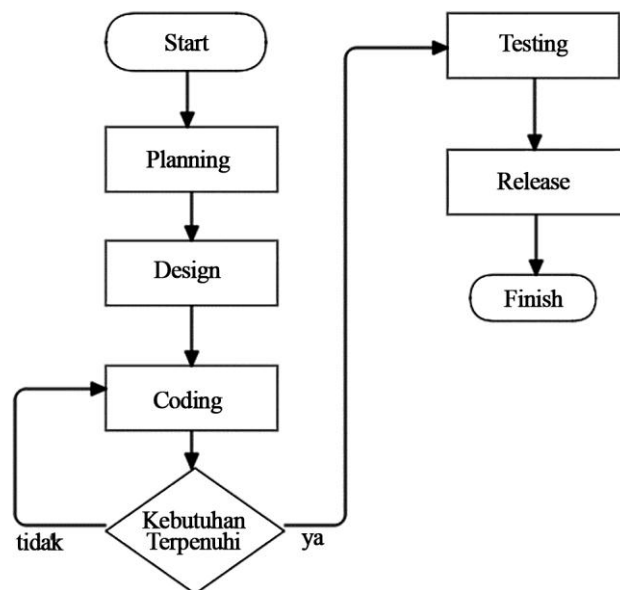 Start
Planning
Design
Coding
Kebutuhan
Terpenuhi
tidak
ya
Testing
Release
Finish